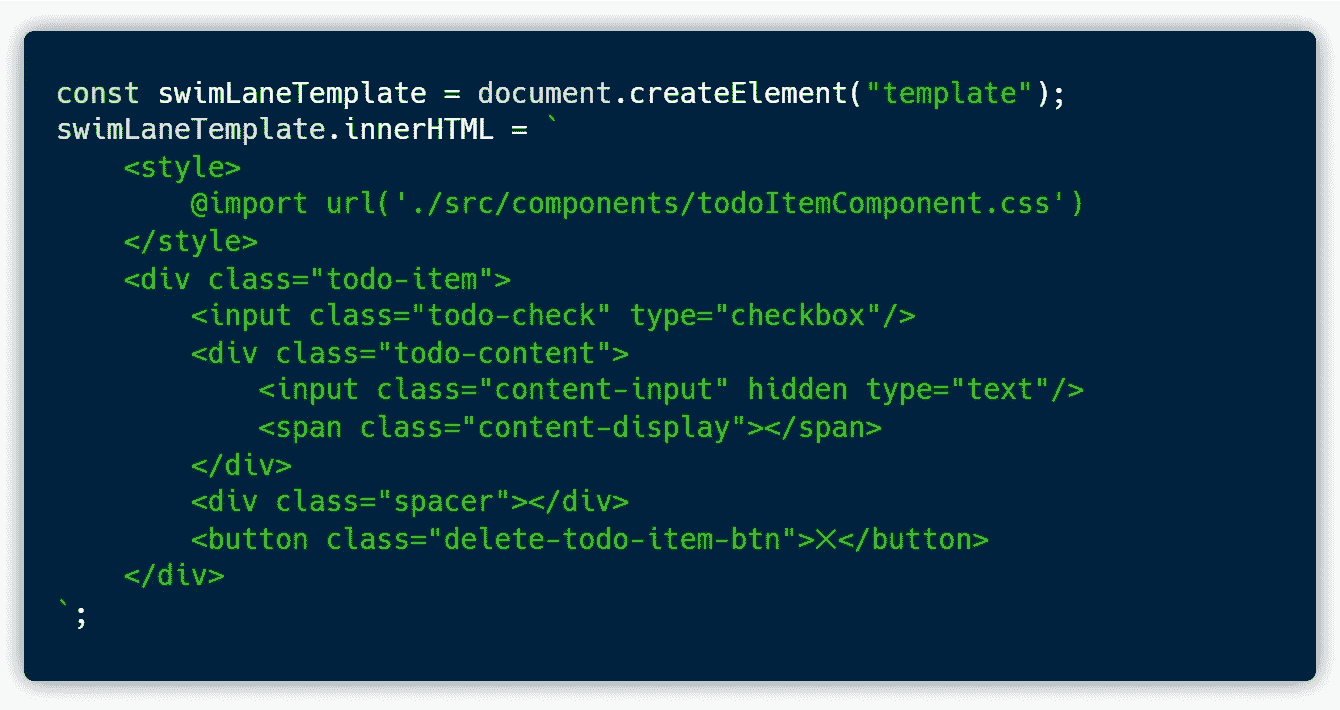 const swimLaneTemplate = document.createElement("template");
swimLaneTemplate.innerHTML = `
    <style>
        @import url('./src/components/todoItemComponent.css')
    </style>
    <div class="todo-item">
        <input class="todo-check" type="checkbox"/>
        <div class="todo-content">
            <input class="content-input" hidden type="text"/>
            <span class="content-display"></span>
        </div>
        <div class="spacer"></div>
        <button class="delete-todo-item-btn">╳</button>
    </div>
`;